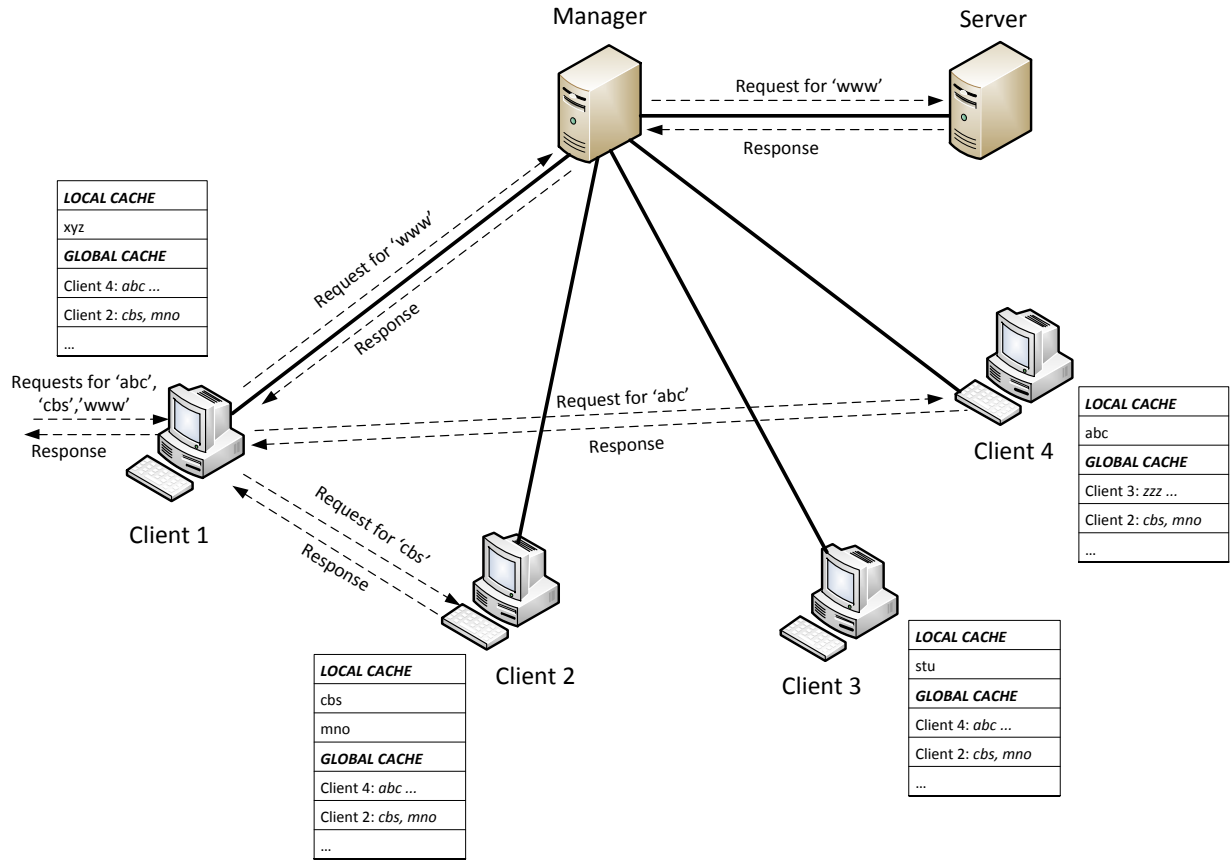 Manager
Server
Request for ‘www’
Response
Request for ‘www’
Response
LOCAL CACHE
xyz
GLOBAL CACHE
Client 4: abc ...
Client 2: cbs, mno
...
Requests for ‘abc’,
‘cbs’,’www’
Response
Client 1
Request for ‘abc’
Response
Client 4
LOCAL CACHE
abc
GLOBAL CACHE
Client 3: zzz ...
Client 2: cbs, mno
...
Request for ‘cbs’
Response
Client 2
LOCAL CACHE
cbs
mno
GLOBAL CACHE
Client 4: abc ...
Client 2: cbs, mno
...
Client 3
LOCAL CACHE
stu
GLOBAL CACHE
Client 4: abc ...
Client 2: cbs, mno
...